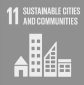 11 SUSTAINABLE CITIES
AND COMMUNITIES